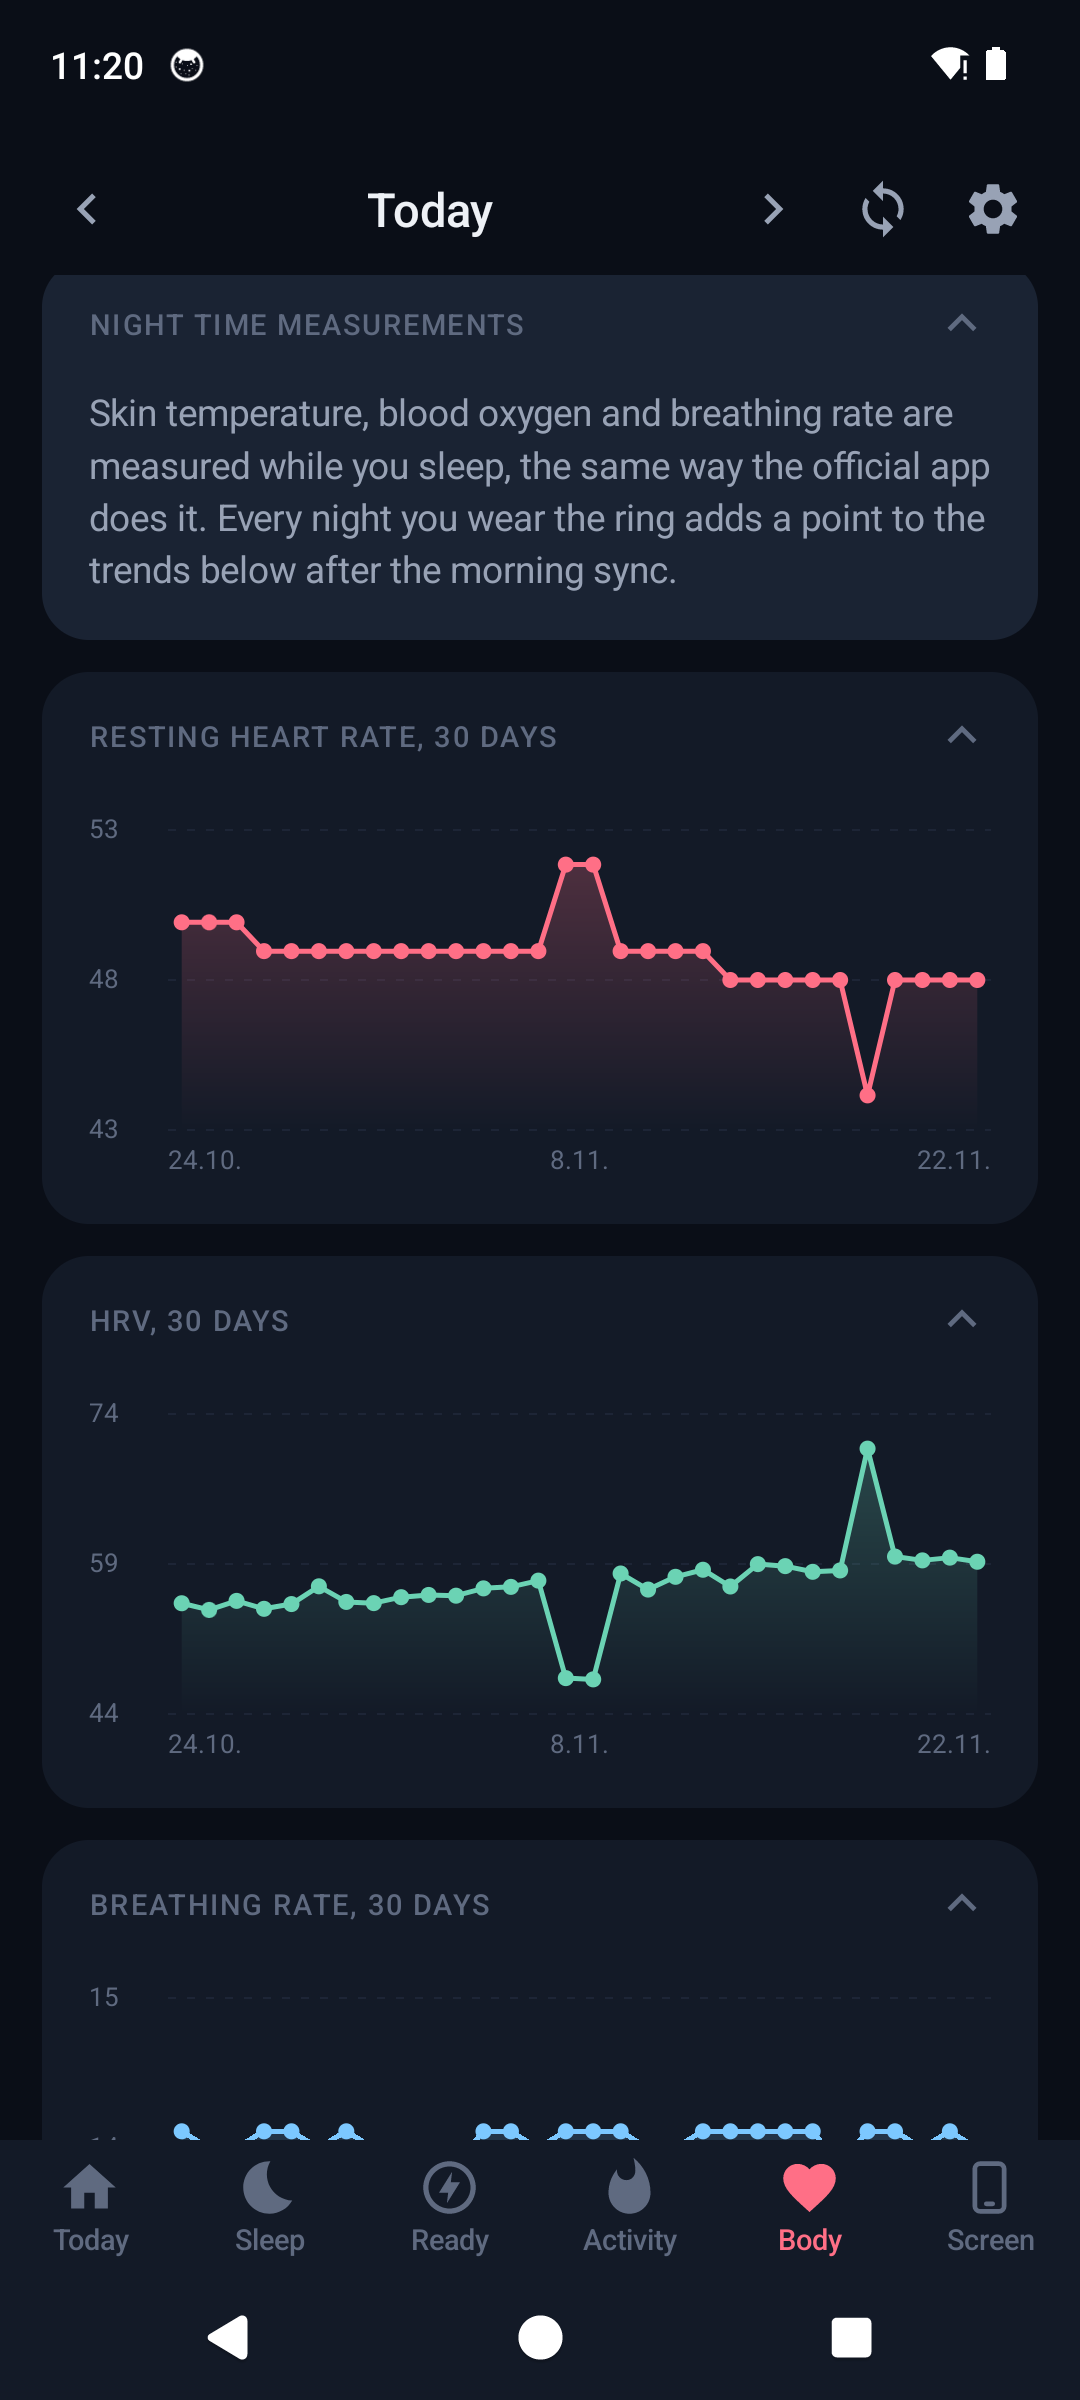 11:20
Today
NIGHT TIME MEASUREMENTS
Skin temperature, blood oxygen and breathing rate are
measured while you sleep, the same way the official app
does it. Every night you wear the ring adds a point to the
trends below after the morning sync.
RESTING HEART RATE, 30 DAYS
53
48
43
24.10. 8.11. 22.11.
HRV, 30 DAYS
74
59
44
24.10. 8.11. 22.11.
BREATHING RATE, 30 DAYS
15
Today Sleep Ready Activity Body Screen